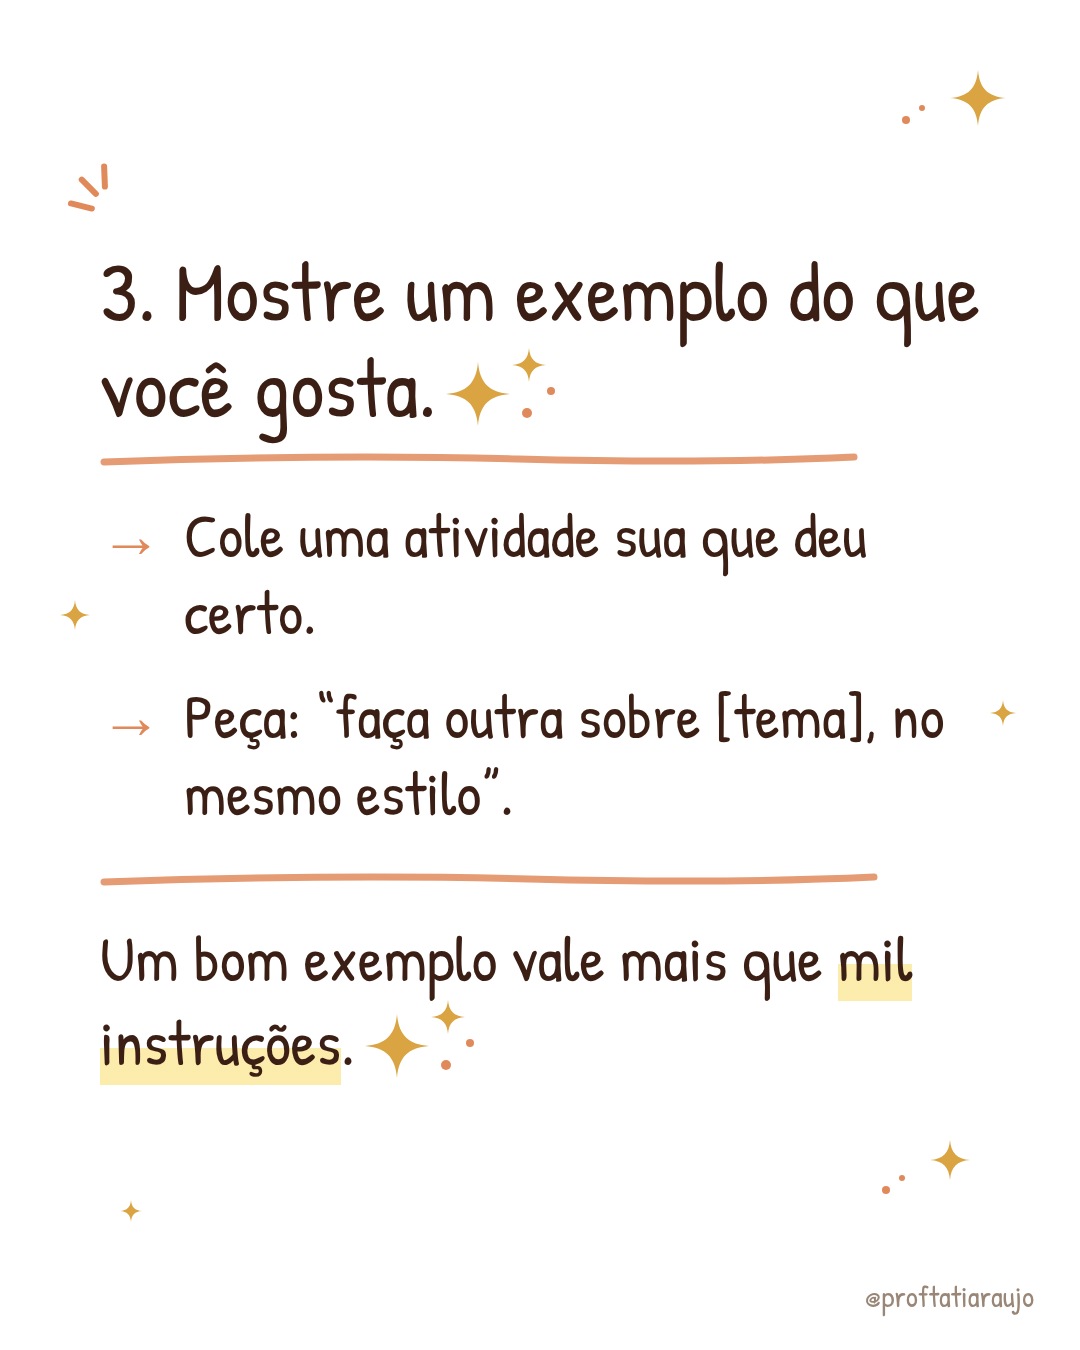 3. Mostre um exemplo do que
você gosta.
→ Cole uma atividade sua que deu
certo.
→ Peça: “faça outra sobre [tema], no
mesmo estilo”.
Um bom exemplo vale mais que mil
instruções.
@proftatiaraujo